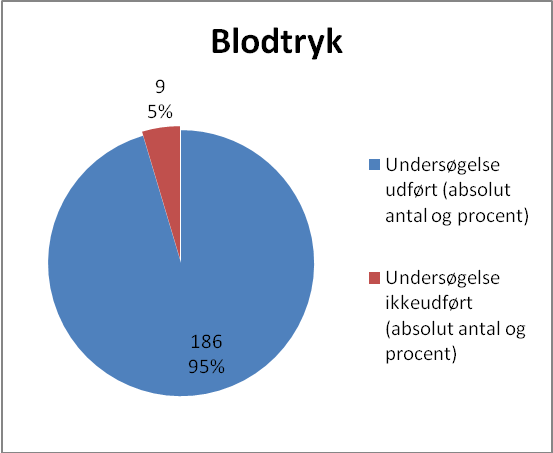 Blodtryk
9
5%
186
95%
Undersøgelse
udført (absolut
antal og procent)
Undersøgelse
ikkeudført
(absolut antal og
procent)